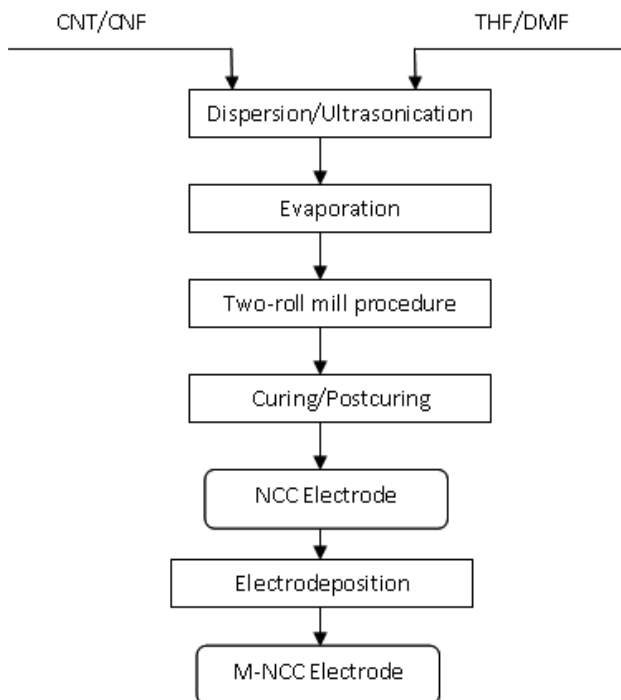 CNT/CNF
THF/DMF
Dispersion/Ultrasonication
Evaporation
Two-roll mill procedure
Curing/Postcuring
NCC Electrode
Electrodeposition
M-NCC Electrode